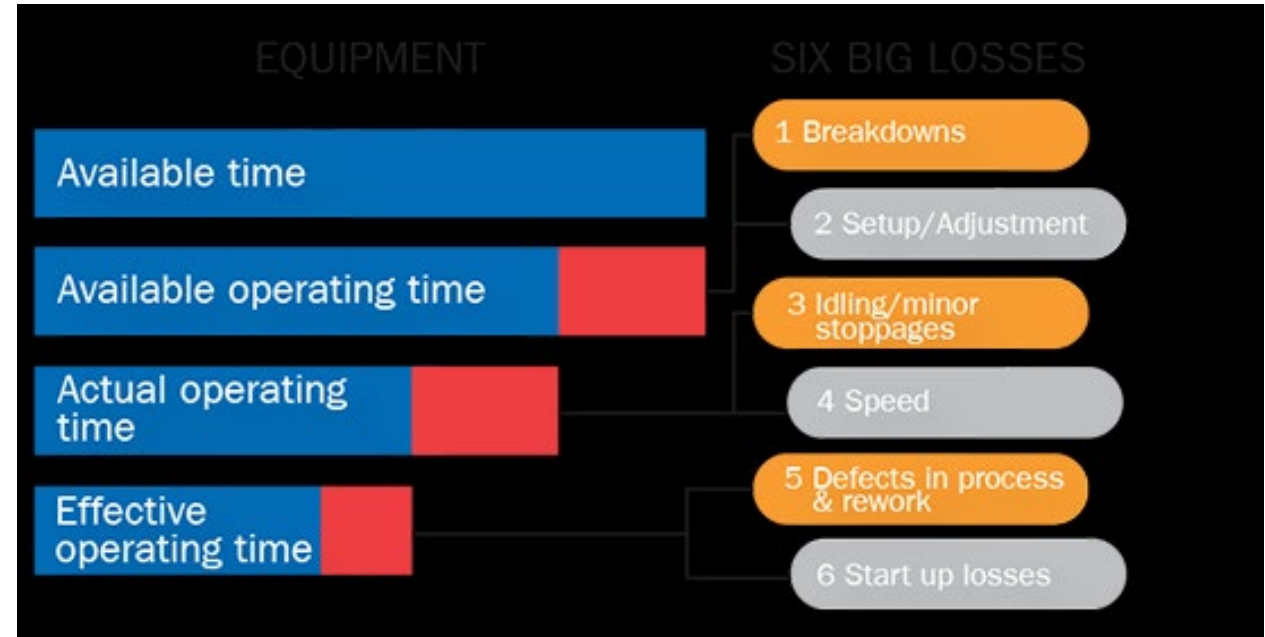 EQUIPMENT
SIX BIG LOSSES
Available time
Available operating time
Actual operating
time
Effective
operating time
1 Breakdowns
2 Setup/Adjustment
3 Idling/minor
stoppages
4 Speed
5 Defects in process
& rework
6 Start up losses